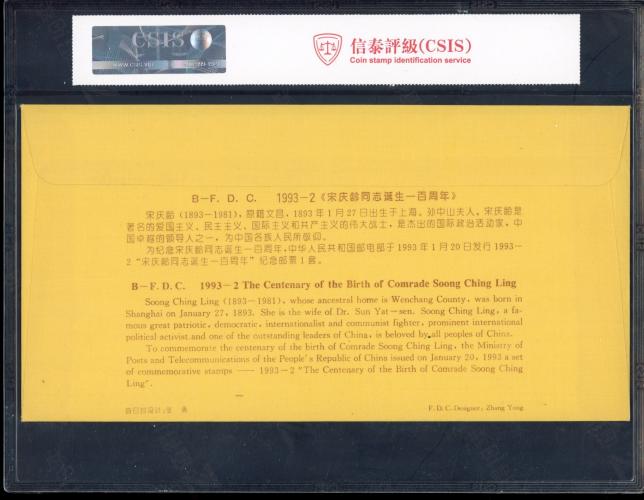 CSIS
信泰評級(CSIS)
Coin stamp identification service
B－F. D. C. 1993－2《宋庆龄同志诞生一百周年》
宋庆龄（1893－1981），原籍文昌，1893年1月27日出生于上海。孙中山夫人。宋庆龄是
著名的爱国主义、民主主义、国际主义和共产主义的伟大战士，是杰出的国际政治活动家，中
国卓越的领导人之一，为中国各族人民所敬仰。
为纪念宋庆龄同志诞生一百周年，中华人民共和国邮电部于1993年1月20日发行1993－
2“宋庆龄同志诞生一百周年”纪念邮票1套。
B－F. D. C. 1993－2 The Centenary of the Birth of Comrade Soong Ching Ling
Soong Ching Ling (1893－1981), whose ancestral home is Wenchang County, was born in
Shanghai on January 27, 1893. She is the wife of Dr. Sun Yat－sen. Soong Ching Ling, a fa-
mous great patriotic, democratic, internationalist and communist fighter, prominent international
political activist and one of the outstanding leaders of China, is beloved by all peoples of China.
To commemorate the centenary of the birth of Comrade Soong Ching Ling, the Ministry of
Posts and Telecommunications of the People's Republic of China issued on January 20, 1993 a set
of commemorative stamps —— 1993－2 "The Centenary of the Birth of Comrade Soong Ching
Ling".
首日封设计：张 勇
F. D. C. Designer: Zhang Yong